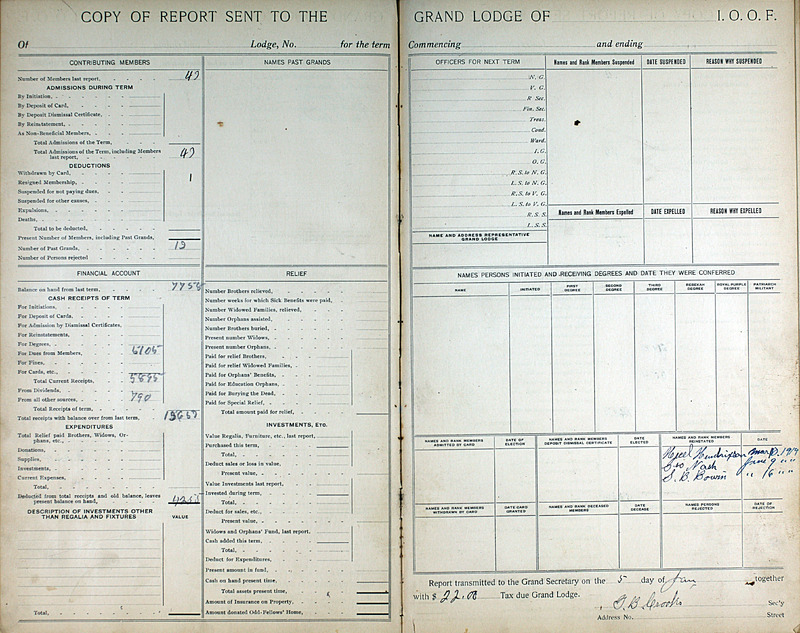 COPY OF REPORT SENT TO THE
Of Lodge, No. for the term
CONTRIBUTING MEMBERS
Number of Members last report, 49
ADMISSIONS DURING TERM
By Initiation,
By Deposit of Card,
By Deposit Dismissal Certificate,
By Reinstatement,
As Non-Beneficial Members,
Total Admissions of the Term,
Total Admissions of the Term, including Members
last report, 49
DEDUCTIONS
Withdrawn by Card, 1
Resigned Membership,
Suspended for not paying dues,
Suspended for other causes,
Expulsions,
Deaths,
Total to be deducted,
Present Number of Members, including Past Grands,
Number of Past Grands, 19
Number of Persons rejected
NAMES PAST GRANDS
FINANCIAL ACCOUNT
Balance on hand from last term,
CASH RECEIPTS OF TERM
For Initiations,
For Deposit of Cards,
For Admission by Dismissal Certificates,
For Reinstatements,
For Degrees,
For Dues from Members,
For Fines,
For Cards, etc.,
Total Current Receipts,
From Dividends,
From all other sources, 790
Total Receipts of term,
Total receipts with balance over from last term,
EXPENDITURES
Total Relief paid Brothers, Widows, Or-
phans, etc.,
Donations,
Supplies,
Investments,
Current Expenses,
Total,
Deducted from total receipts and old balance, leaves
present balance on hand,
DESCRIPTION OF INVESTMENTS OTHER
THAN REGALIA AND FIXTURES
VALUE
Total,
RELIEF
Number Brothers relieved,
Number weeks for which Sick Benefits were paid,
Number Widowed Families, relieved,
Number Orphans assisted,
Number Brothers buried,
Present number Widows,
Present number Orphans,
Paid for relief Brothers,
Paid for relief Widowed Families,
Paid for Orphans' Benefits,
Paid for Education Orphans,
Paid for Burying the Dead,
Paid for Special Relief,
Total amount paid for relief,
INVESTMENTS, ETC.
Value Regalia, Furniture, etc., last report,
Purchased this term,
Total,
Deduct sales or loss in value,
Present value,
Value Investments last report,
Invested during term,
Total,
Deduct for sales, etc.,
Present value,
Widows and Orphans' Fund, last report,
Cash added this term,
Total,
Deduct for Expenditures,
Present amount in fund,
Cash on hand present time,
Total assets present time,
Amount of Insurance on Property,
Amount donated Odd-Fellows' Home,
GRAND LODGE OF I. O. O. F.
Commencing and ending
OFFICERS FOR NEXT TERM
N. G.
V. G.
R Sec.
Fin. Sec.
Treas.
Cond.
Ward.
I. G.
O. G.
R. S. to N. G.
L. S. to N. G.
R. S. to V. G.
L. S. to V. G.
R. S. S.
L. S. S.
NAME AND ADDRESS REPRESENTATIVE
GRAND LODGE
Names and Rank Members Suspended DATE SUSPENDED REASON WHY SUSPENDED
Names and Rank Members Expelled DATE EXPELLED REASON WHY EXPELLED
NAMES PERSONS INITIATED AND RECEIVING DEGREES AND DATE THEY WERE CONFERRED
NAME INITIATED FIRST DEGREE SECOND DEGREE THIRD DEGREE REBEKAH DEGREE ROYAL PURPLE DEGREE PATRIARCH MILITANT
NAMES AND RANK MEMBERS ADMITTED BY CARD DATE OF ELECTION NAMES AND RANK MEMBERS DEPOSIT DISMISSAL CERTIFICATE DATE ELECTED NAMES AND RANK MEMBERS REINSTATED DATE
Hendrixson
Geo Nash June 9 " "
S. B. Bowin " 16 " "
NAMES AND RANK MEMBERS WITHDRAWN BY CARD DATE CARD GRANTED NAMES AND RANK DECEASED MEMBERS DATE DECEASE NAMES PERSONS REJECTED DATE OF REJECTION
Report transmitted to the Grand Secretary on the 5 day of Jan together
with $ 22.00 Tax due Grand Lodge.
B. Crooks Sec'y
Address No. Street